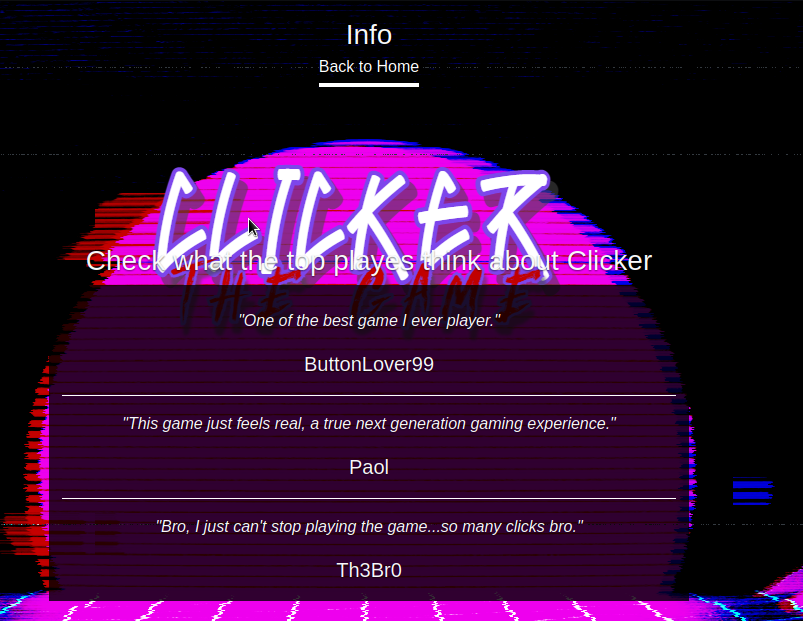 Info
Back to Home
CLICKER
Check what the top playes think about Clicker
THE GAME
"One of the best game I ever player."
ButtonLover99
"This game just feels real, a true next generation gaming experience."
Paol
"Bro, I just can't stop playing the game...so many clicks bro."
Th3Br0